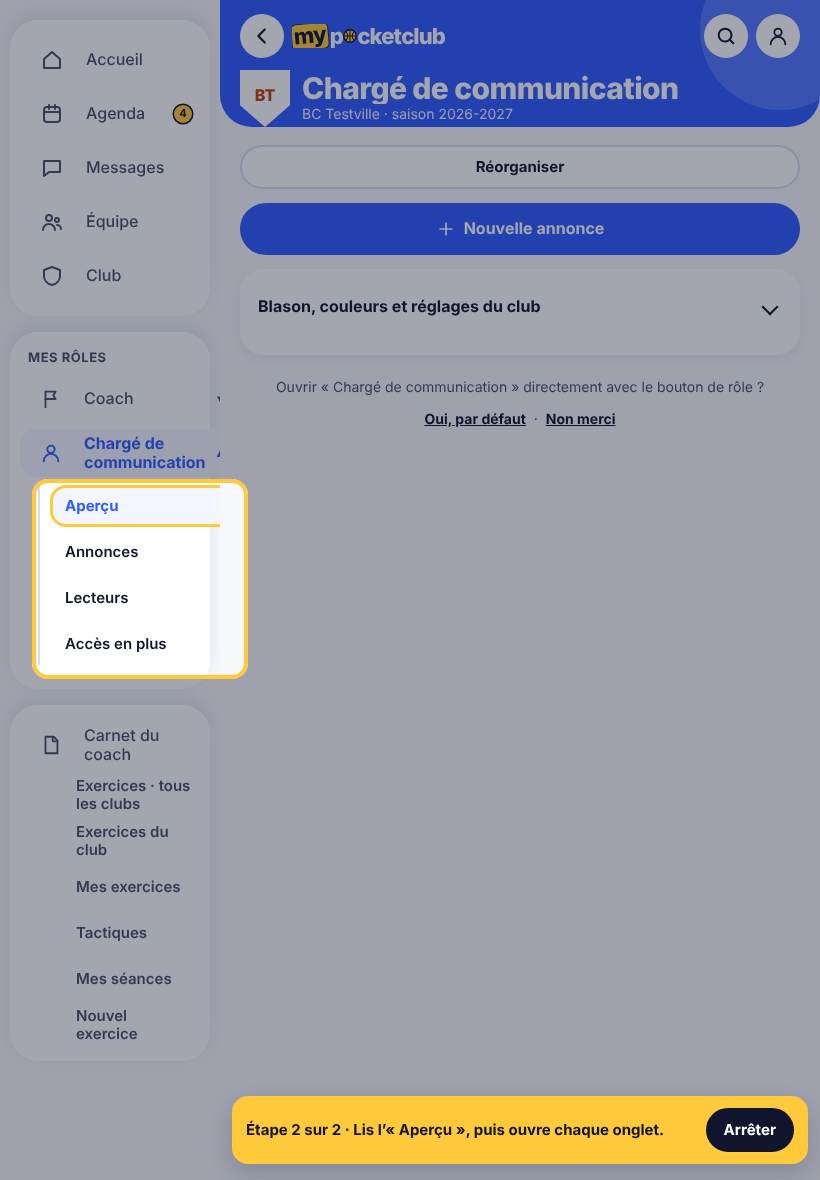 Accueil
Agenda
4
Messages
Équipe
Club
MES RÔLES
Coach
Chargé de
communication
Aperçu
Annonces
Lecteurs
Accès en plus
Carnet du
coach
Exercices · tous
les clubs
Exercices du
club
Mes exercices
Tactiques
Mes séances
Nouvel
exercice
my pocketclub
BT
Chargé de communication
BC Testville · saison 2026-2027
Réorganiser
Nouvelle annonce
Blason, couleurs et réglages du club
Ouvrir « Chargé de communication » directement avec le bouton de rôle ?
Oui, par défaut · Non merci
Étape 2 sur 2 · Lis l’« Aperçu », puis ouvre chaque onglet.
Arrêter